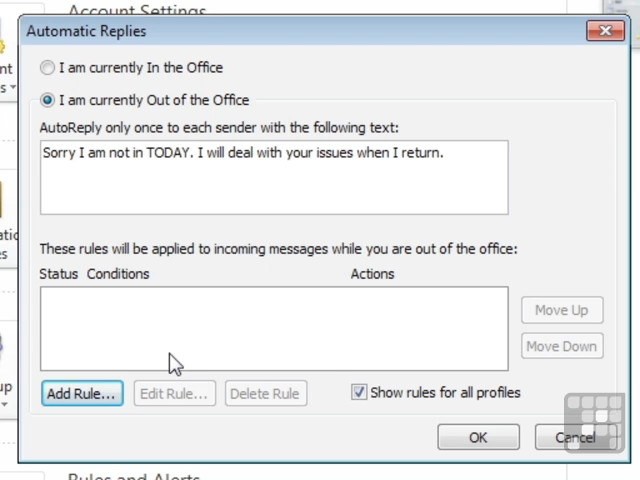 Account Settings
Automatic Replies
I am currently In the Office
I am currently Out of the Office
AutoReply only once to each sender with the following text:
Sorry I am not in TODAY. I will deal with your issues when I return.
These rules will be applied to incoming messages while you are out of the office:
Status Conditions Actions
Move Up
Move Down
Add Rule... Edit Rule... Delete Rule Show rules for all profiles
OK Cancel
Rules and Alerts